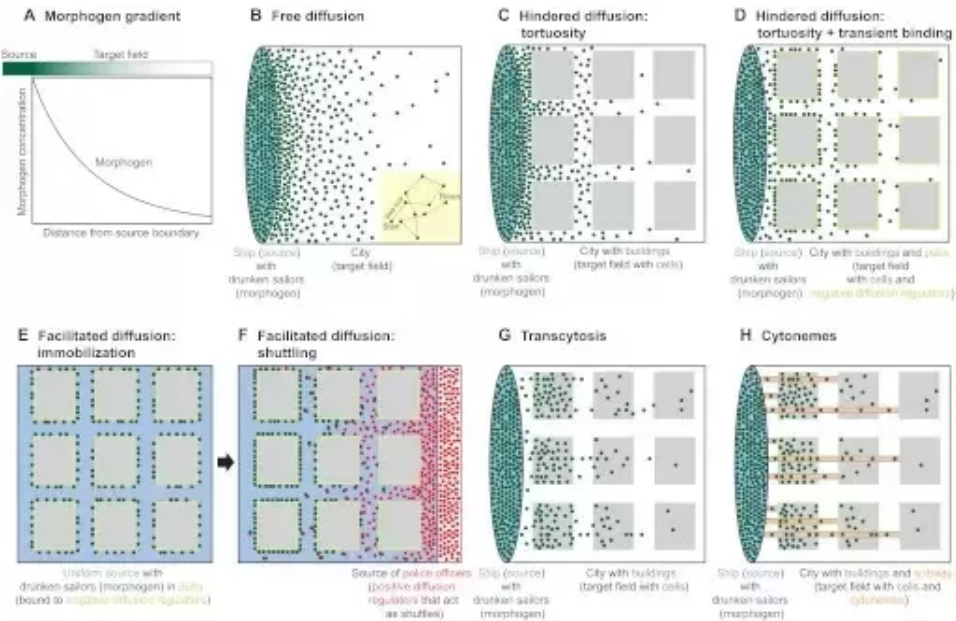 A Morphogen gradient
Source
Target field
Morphogen concentration
Morphogen
Distance from source boundary
B Free diffusion
Start
Ship (source)
with
drunken sailors
(morphogen)
City
(target field)
C Hindered diffusion:
tortuosity
Ship (source)
with
drunken sailors
(morphogen)
City with buildings
(target field with cells)
D Hindered diffusion:
tortuosity + transient binding
Ship (source)
with
drunken sailors
(morphogen)
City with buildings and pubs
(target field
with cells and
negative diffusion regulators)
E Facilitated diffusion:
immobilization
Uniform source with
drunken sailors (morphogen) in pubs
(bound to negative diffusion regulators)
F Facilitated diffusion:
shuttling
Source of police officers
(positive diffusion
regulators that act
as shuttles)
G Transcytosis
Ship (source)
with
drunken sailors
(morphogen)
City with buildings
(target field with cells)
H Cytonemes
Ship (source)
with
drunken sailors
(morphogen)
City with buildings and subway
(target field with cells and
cytonemes)